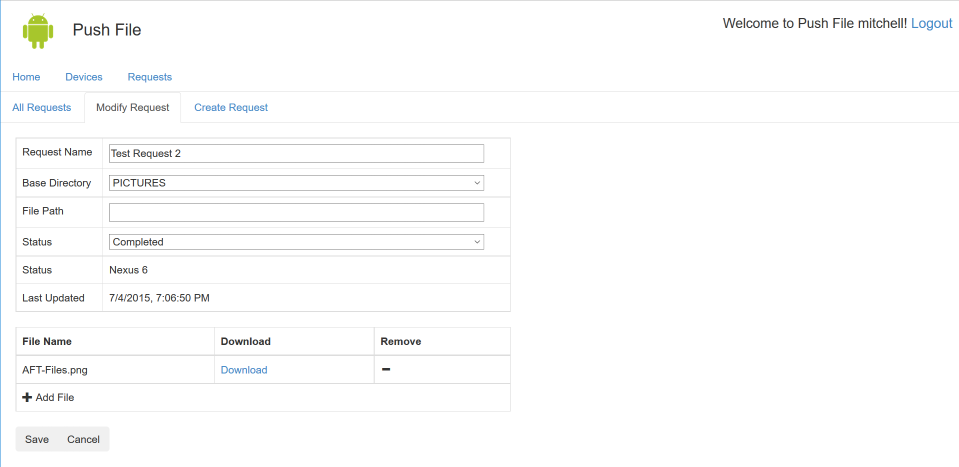 Push File
Welcome to Push File mitchell! Logout
Home Devices Requests
All Requests Modify Request Create Request
Request Name Test Request 2
Base Directory PICTURES
File Path
Status Completed
Status Nexus 6
Last Updated 7/4/2015, 7:06:50 PM
File Name Download Remove
AFT-Files.png Download
Add File
Save Cancel